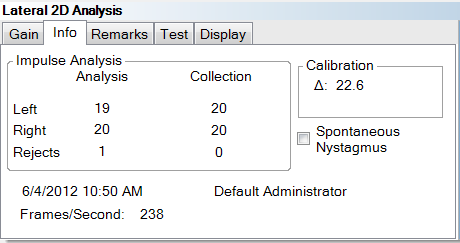 Lateral 2D Analysis
Gain Info Remarks Test Display
Impulse Analysis
Analysis Collection
Left 19 20
Right 20 20
Rejects 1 0
Calibration
Δ: 22.6
Spontaneous
Nystagmus
6/4/2012 10:50 AM Default Administrator
Frames/Second: 238